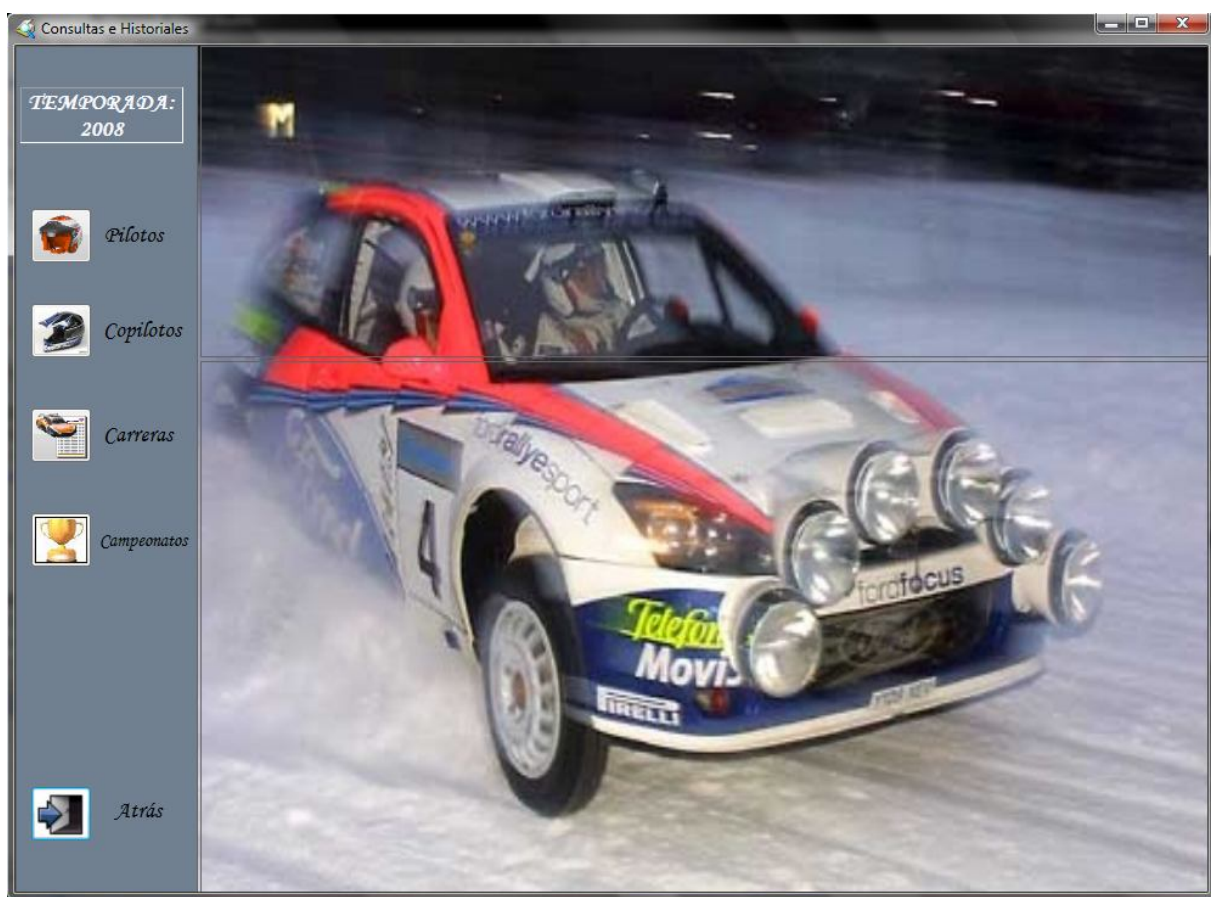 Consultas e Historiales
TEMPORADA:
2008
Pilotos
Copilotos
Carreras
Campeonatos
Atrás
M
fordrallyesport
4
fordfocus
Telefon
Movis
PIRELLI